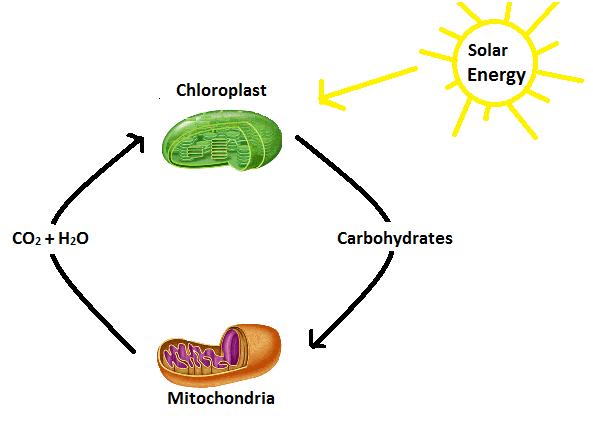 Solar
Energy
Chloroplast
CO₂ + H₂O
Carbohydrates
Mitochondria